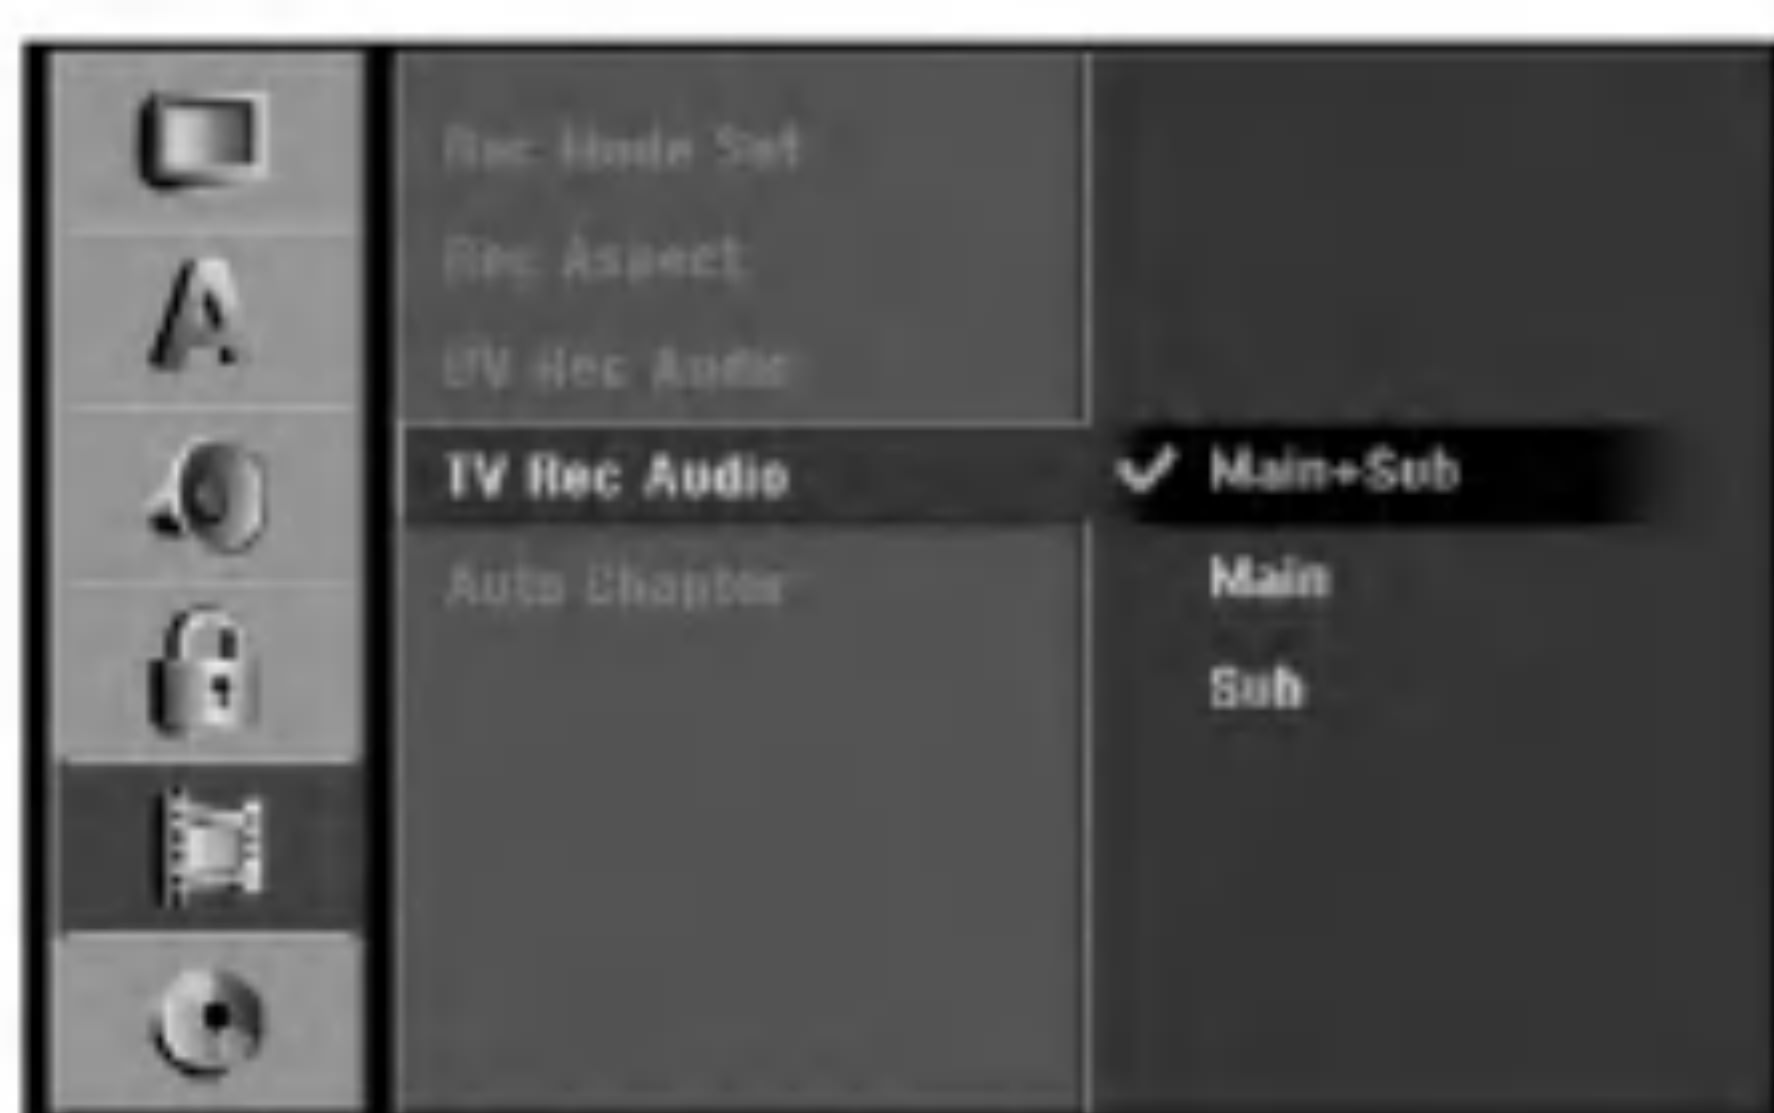 Rec Mode Set
Rec Aspect
DV Rec Audio
TV Rec Audio
Auto Chapter
Main+Sub
Main
Sub